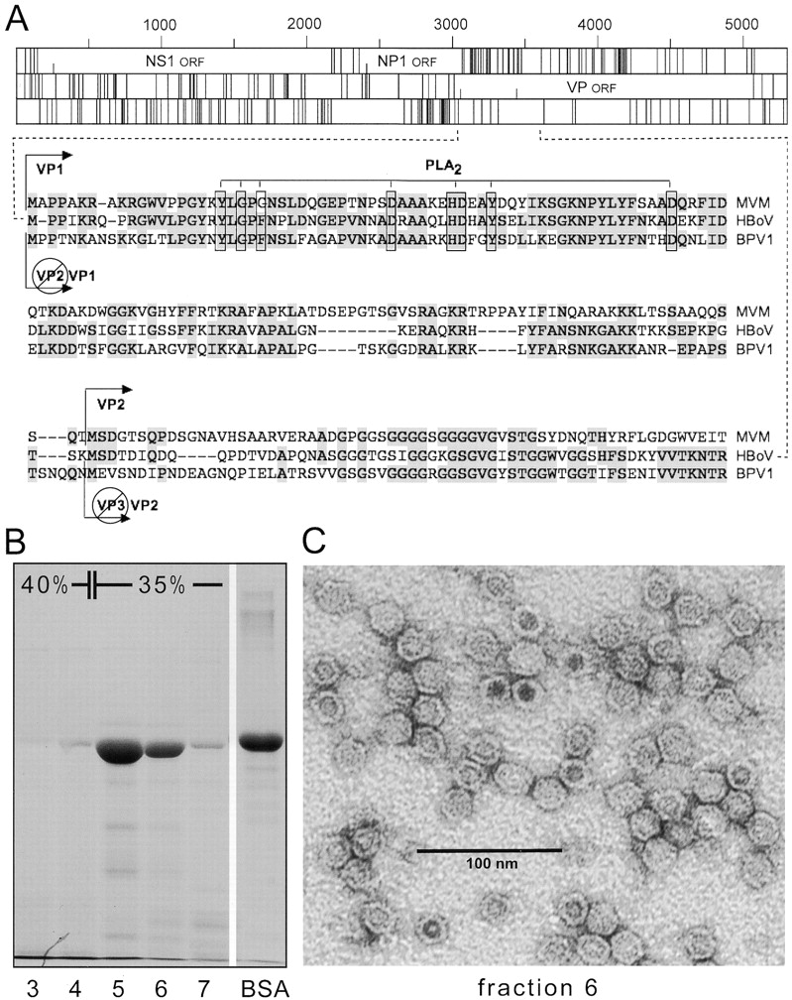 A
1000 2000 3000 4000 5000
NS1 ORF NP1 ORF
VP ORF
VP1 PLA2
MAPPAKR-AKRGWVPPGYKYLGPGNSLDQGEPTNPSDAAAKEHDEAYDQYIKSGKNPYLYFSAADQRFID MVM
M-PPIKRQ-PRGWVLPGYRYLGPFNPLDNGEPVNNADRAAQLHDHAYSELIKSGKNPYLYFNKADEKFID HBoV
MPPTNKANSKKGLTLPGYNYLGPFNSLFAGAPVNKADAAARKHDFGYSDLLKEGKNPYLYFNTHDQNLID BPV1
VP2 VP1
QTKDAKDWGGKVGHYFFRTKRAFAPKLATDSEPGTSGVSRAGKRTRPPAYIFINQARAKKKLTSSAAQQS MVM
DLKDDWSIGGIIGSSFFKIKRAVAPALGN-------KERAQKRH---FYFANSNKGAKKTKKSEPKPG HBoV
ELKDDTSFGGKLARGVFQIKKALAPALPG----TSKGGDRALKRK----LYFARSNKGAKKANR-EPAPS BPV1
VP2
S---QTMSDGTSQPDSGNAVHSAARVERAADGPGGSGGGGSGGGGVGVSTGSYDNQTHYRFLGDGWVEIT MVM
T---SKMSDTDIQDQ----QPDTVDAPQNASGGGTGSIGGGKGSGVGISTGGWVGGSHFSDKYVVTKNTR HBoV
TSNQQNMEVSNDIPNDEAGNQPIELATRSVVGSGSVGGGGRGGSGVGYSTGGWTGGTIFSENIVVTKNTR BPV1
VP3 VP2
B
40% 35%
3 4 5 6 7 BSA
C
100 nm
fraction 6